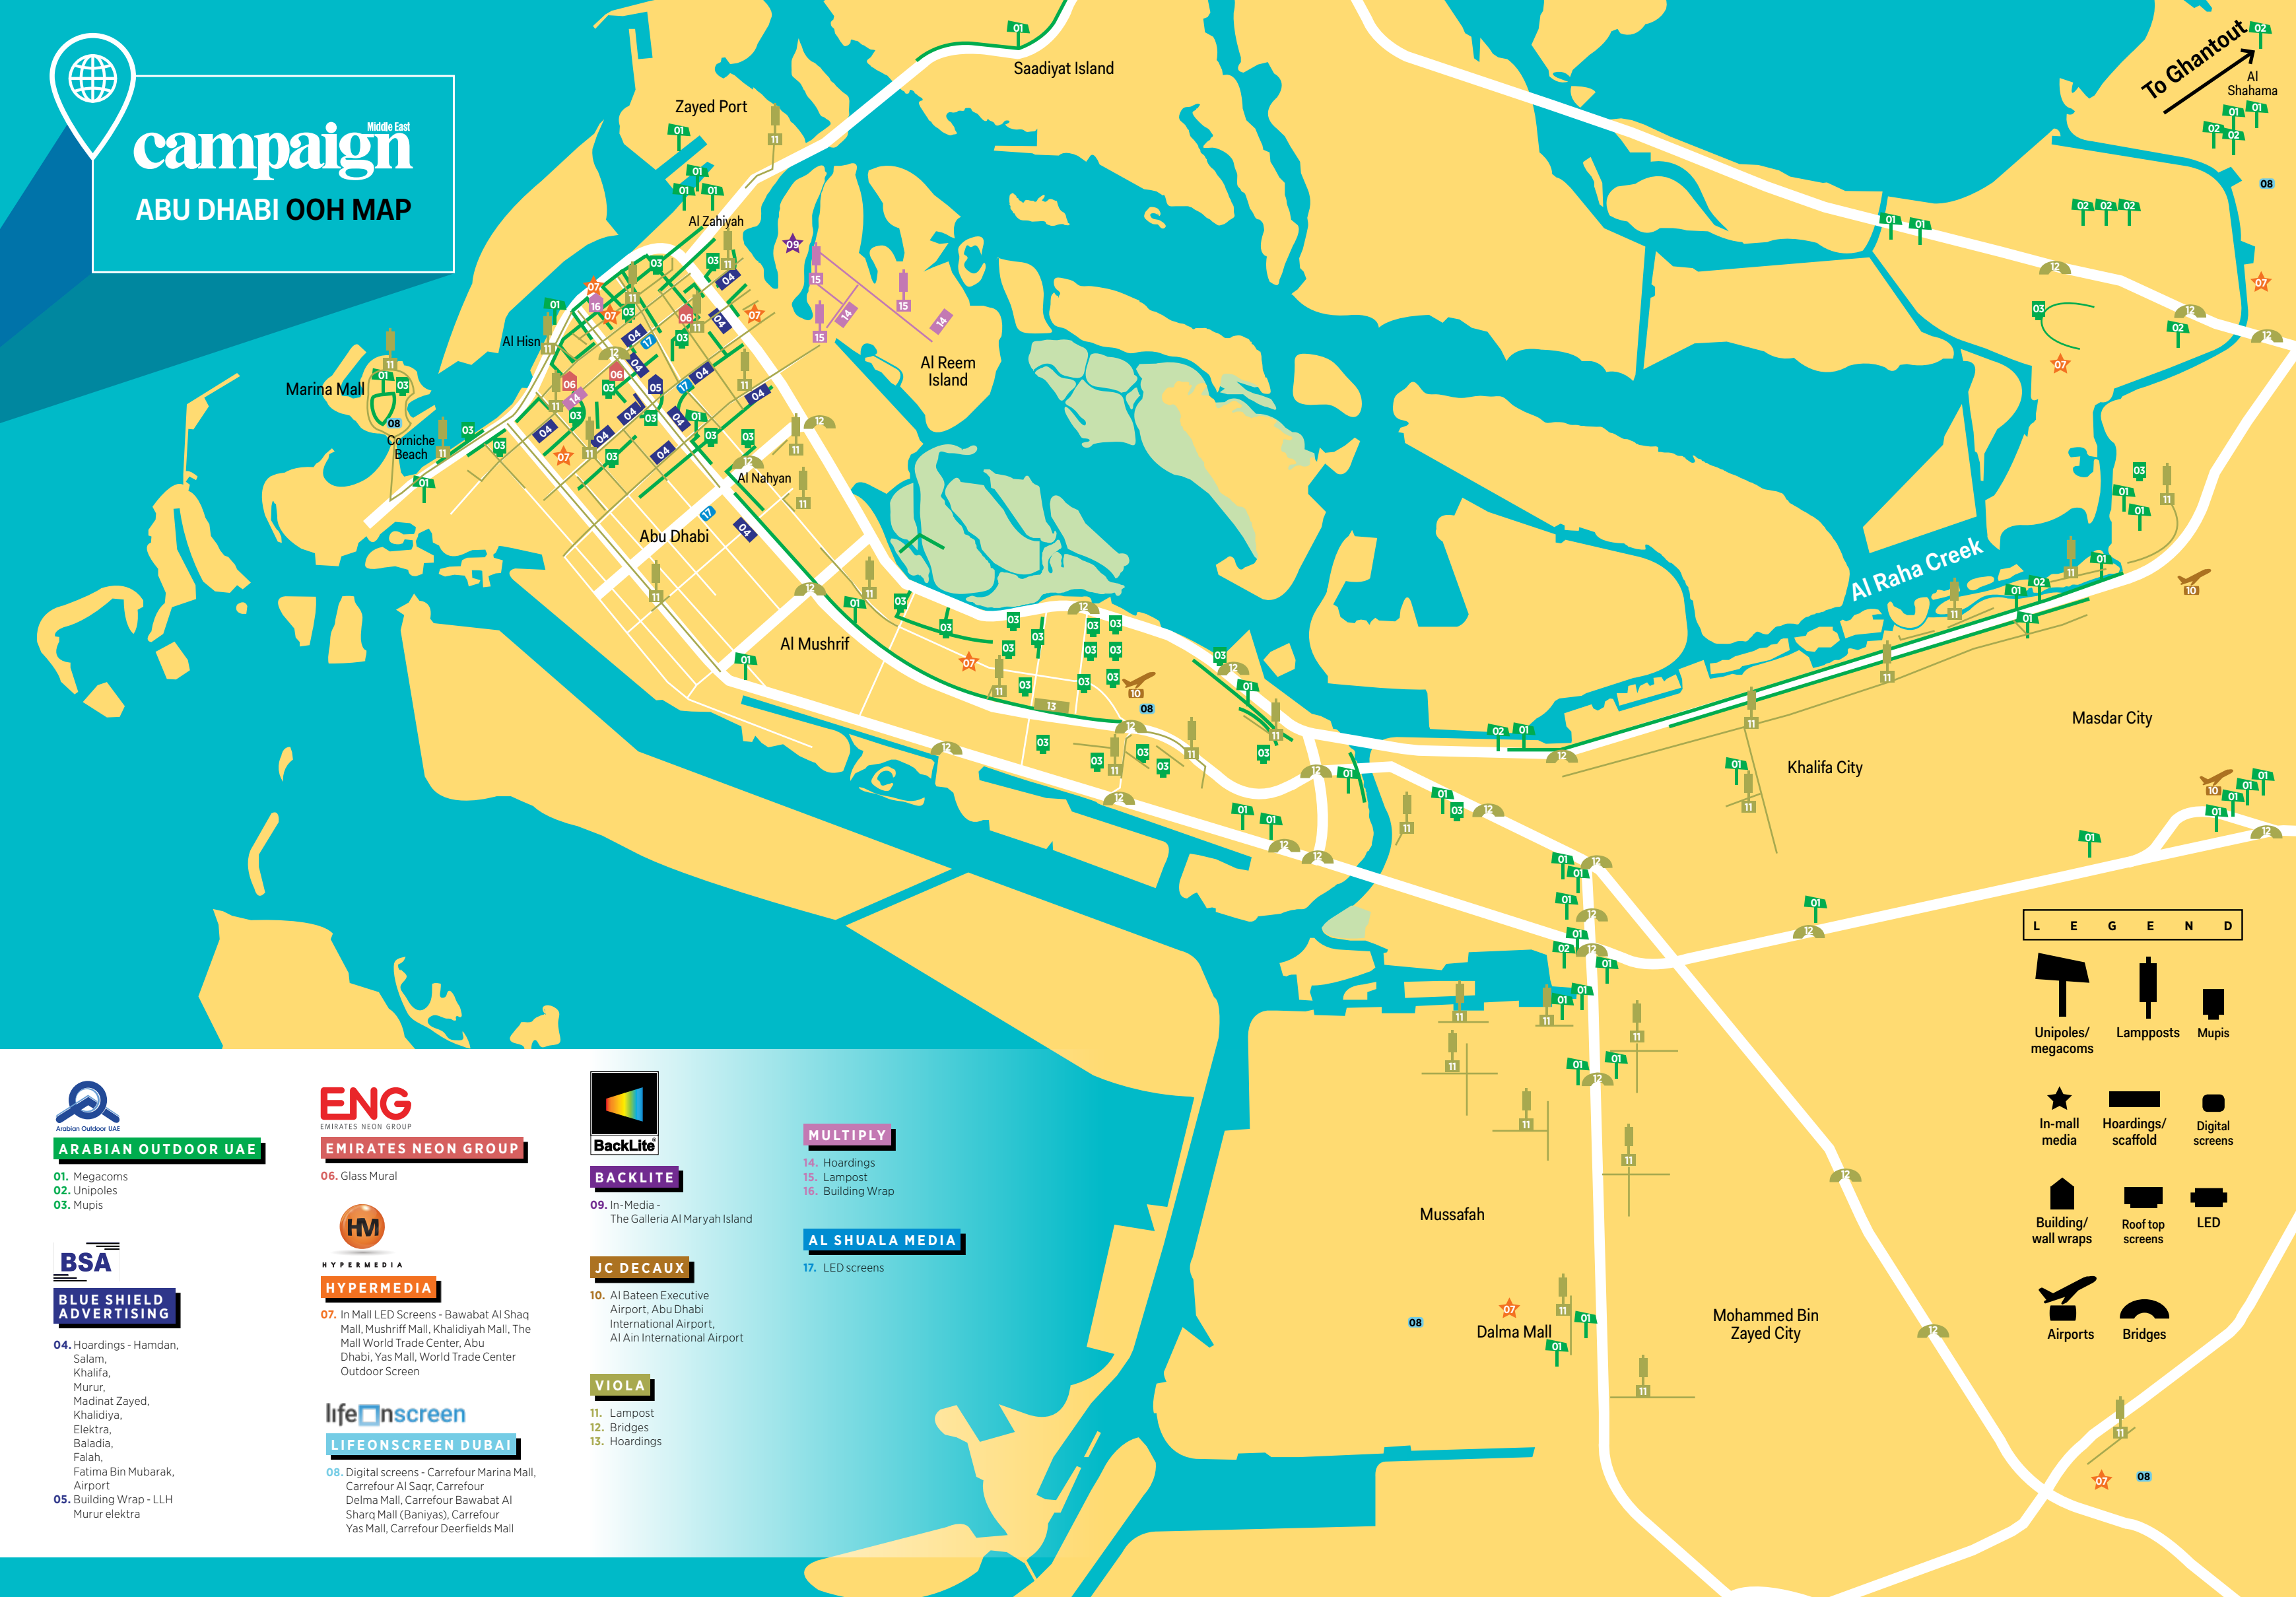 Middle East
campaign
ABU DHABI OOH MAP
Saadiyat Island
Zayed Port
To Ghantout
Al
Shahama
Al Zahiyah
Al Hisn
Marina Mall
Corniche
Beach
Al Reem
Island
Al Nahyan
Abu Dhabi
Al Mushrif
Al Raha Creek
Masdar City
Khalifa City
Mussafah
Dalma Mall
Mohammed Bin
Zayed City
LEGEND
Unipoles/
megacoms
Lampposts
Mupis
In-mall
media
Hoardings/
scaffold
Digital
screens
Building/
wall wraps
Roof top
screens
LED
Airports
Bridges
Arabian Outdoor UAE
ARABIAN OUTDOOR UAE
01. Megacoms
02. Unipoles
03. Mupis
BSA
BLUE SHIELD
ADVERTISING
04. Hoardings - Hamdan,
Salam,
Khalifa,
Murur,
Madinat Zayed,
Khalidiya,
Elektra,
Baladia,
Falah,
Fatima Bin Mubarak,
Airport
05. Building Wrap - LLH
Murur elektra
ENG
EMIRATES NEON GROUP
EMIRATES NEON GROUP
06. Glass Mural
HM
HYPERMEDIA
HYPERMEDIA
07. In Mall LED Screens - Bawabat Al Shaq
Mall, Mushriff Mall, Khalidiyah Mall, The
Mall World Trade Center, Abu
Dhabi, Yas Mall, World Trade Center
Outdoor Screen
lifeOnscreen
LIFEONSCREEN DUBAI
08. Digital screens - Carrefour Marina Mall,
Carrefour Al Saqr, Carrefour
Delma Mall, Carrefour Bawabat Al
Sharq Mall (Baniyas), Carrefour
Yas Mall, Carrefour Deerfields Mall
BackLite
BACKLITE
09. In-Media -
The Galleria Al Maryah Island
JC DECAUX
10. Al Bateen Executive
Airport, Abu Dhabi
International Airport,
Al Ain International Airport
VIOLA
11. Lampost
12. Bridges
13. Hoardings
MULTIPLY
14. Hoardings
15. Lampost
16. Building Wrap
AL SHUALA MEDIA
17. LED screens